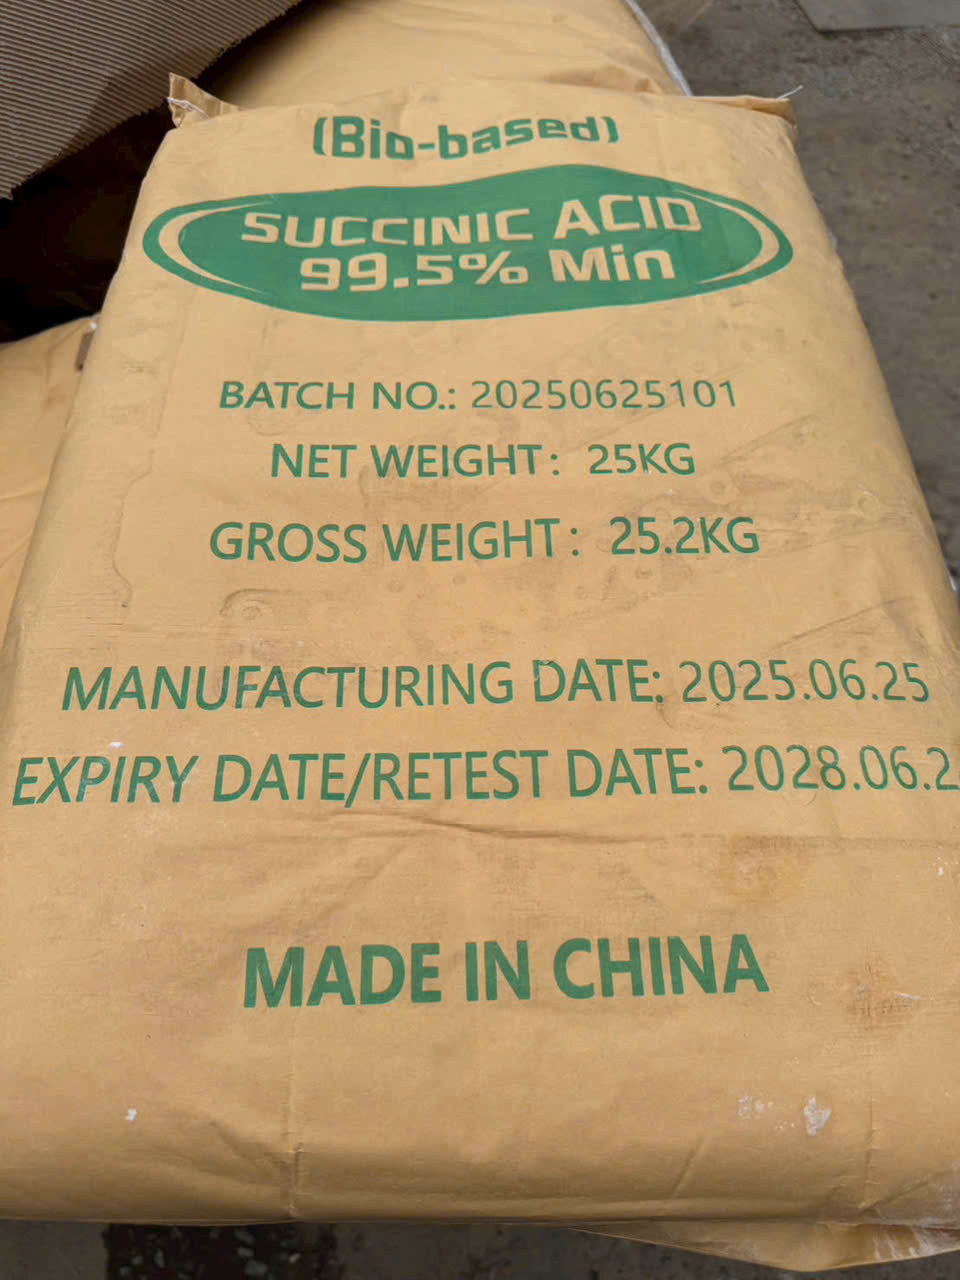 (Bio-based)
SUCCINIC ACID
99.5% Min
BATCH NO.: 20250625101
NET WEIGHT: 25KG
GROSS WEIGHT: 25.2KG
MANUFACTURING DATE: 2025.06.25
EXPIRY DATE/RETEST DATE: 2028.06.2
MADE IN CHINA